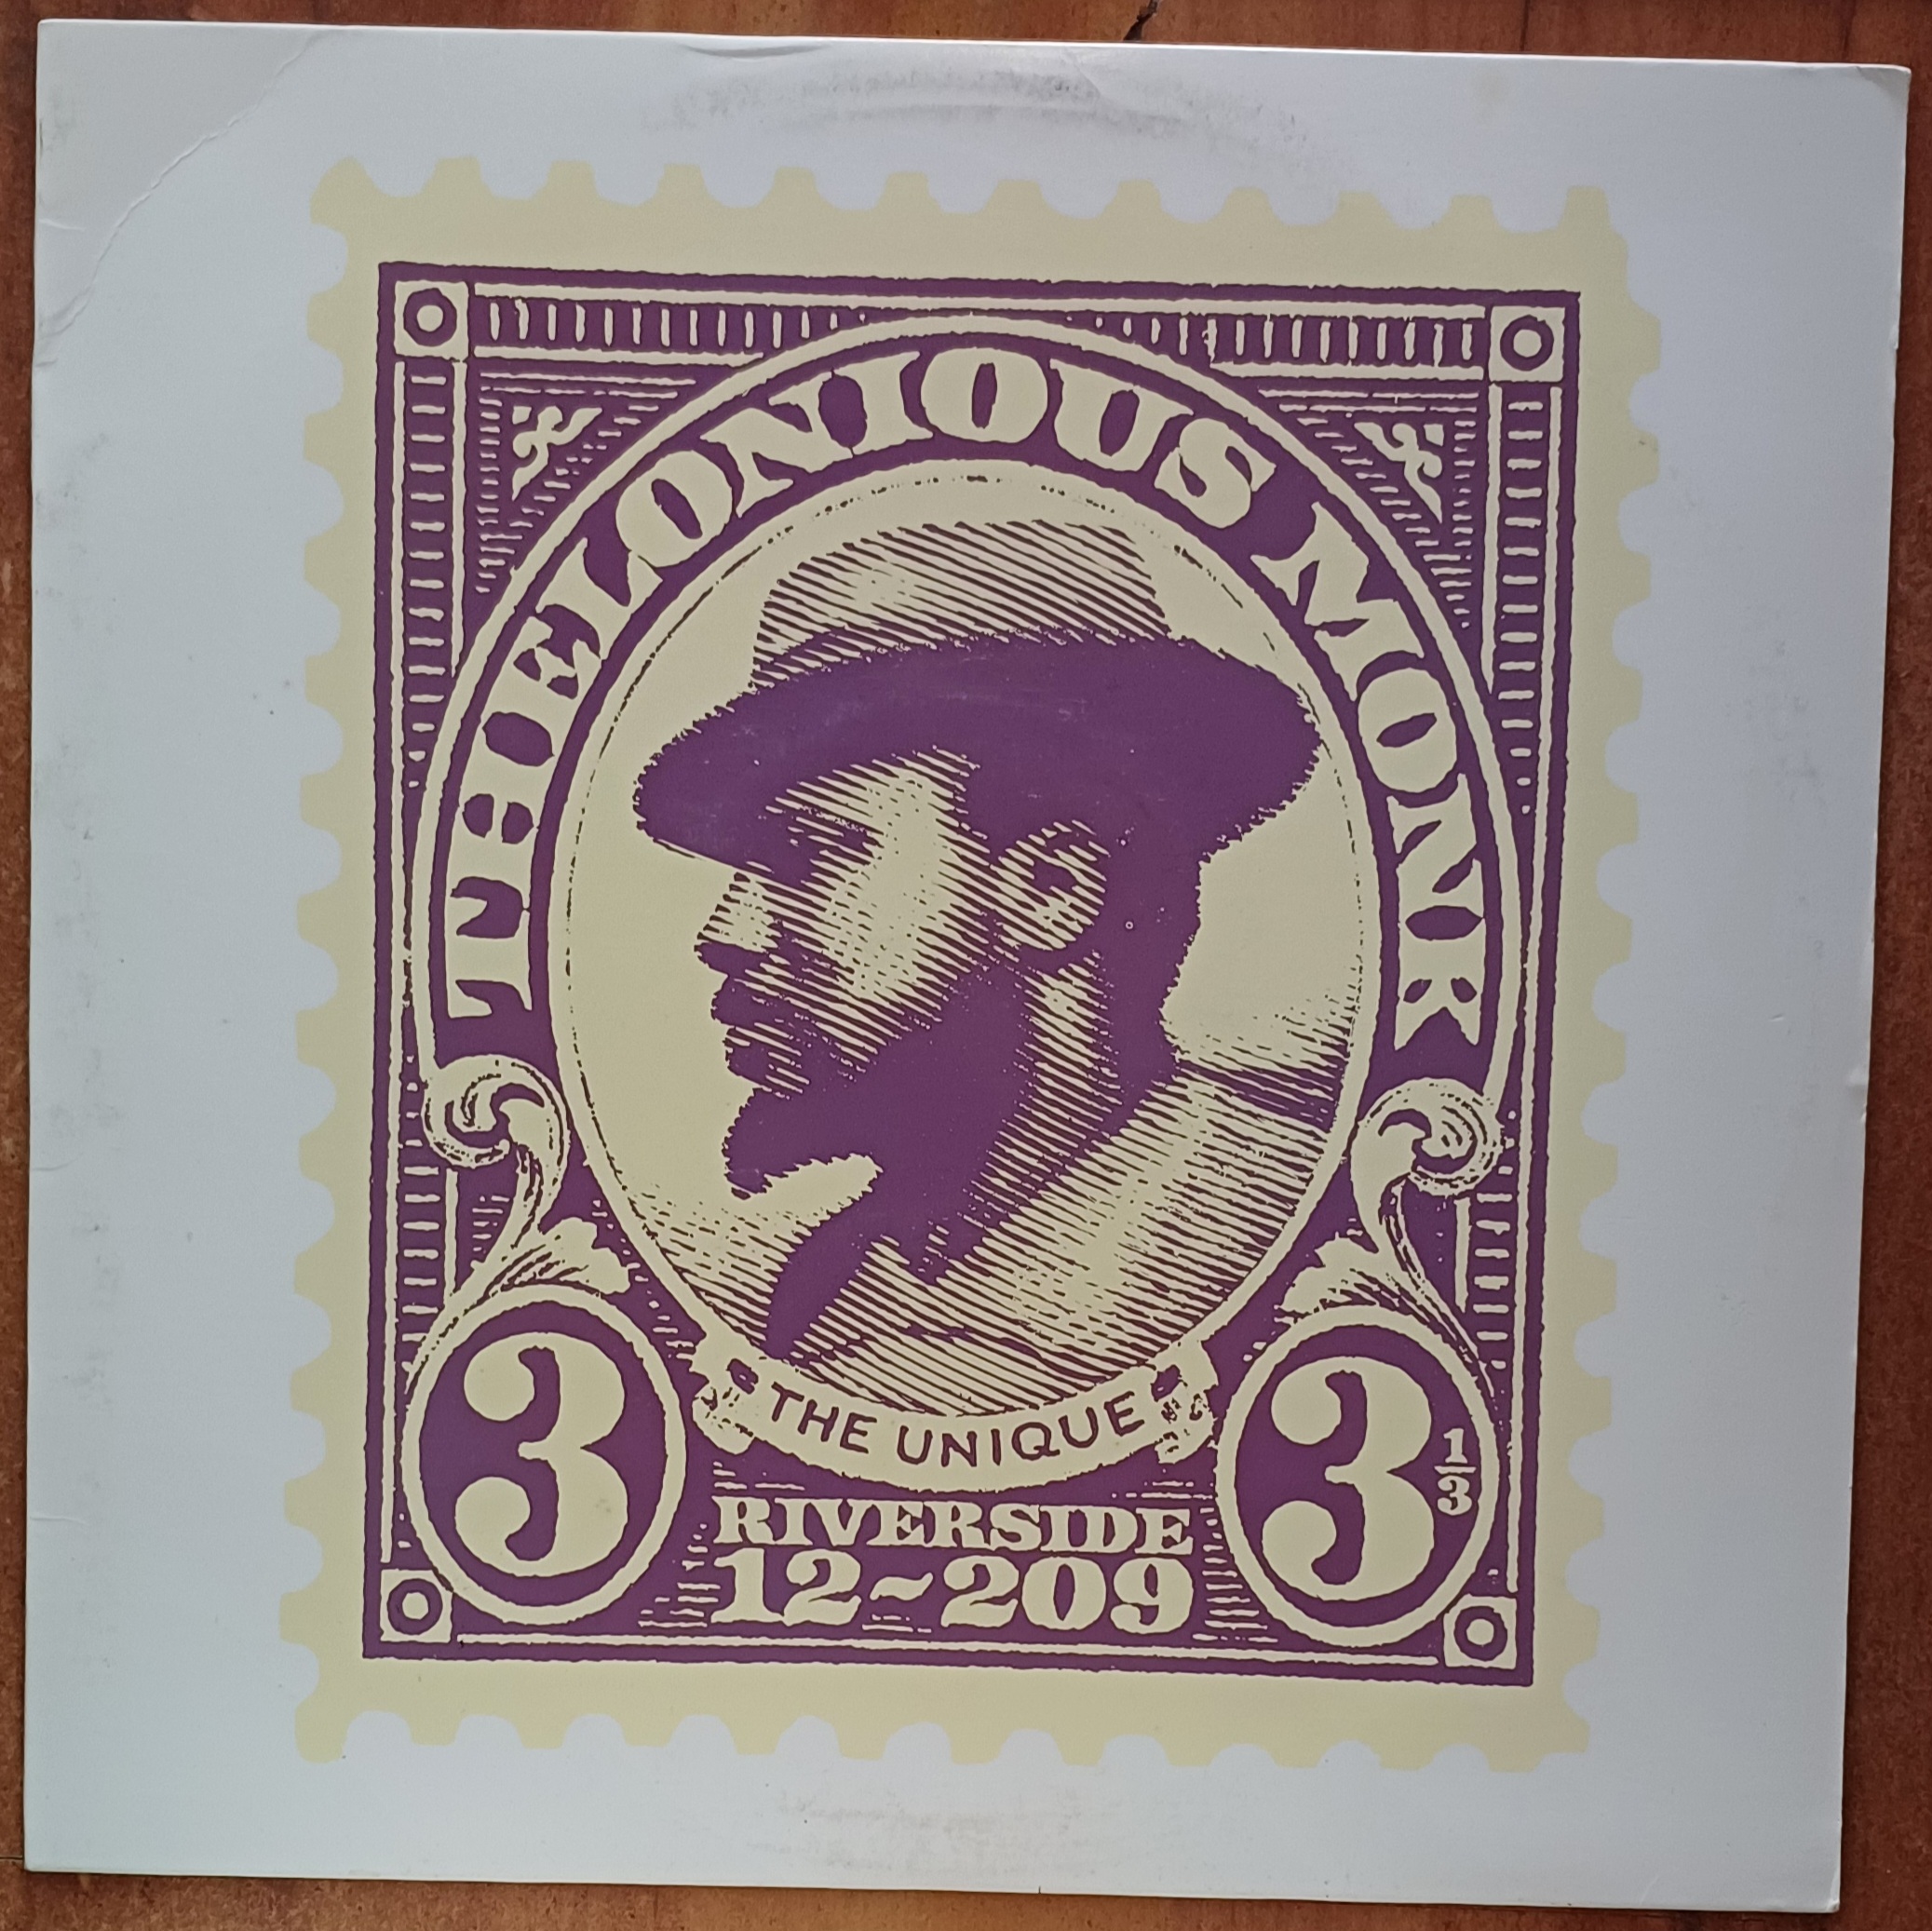 THELONIOUS MONK
THE UNIQUE
3
3 1/3
RIVERSIDE
12~209